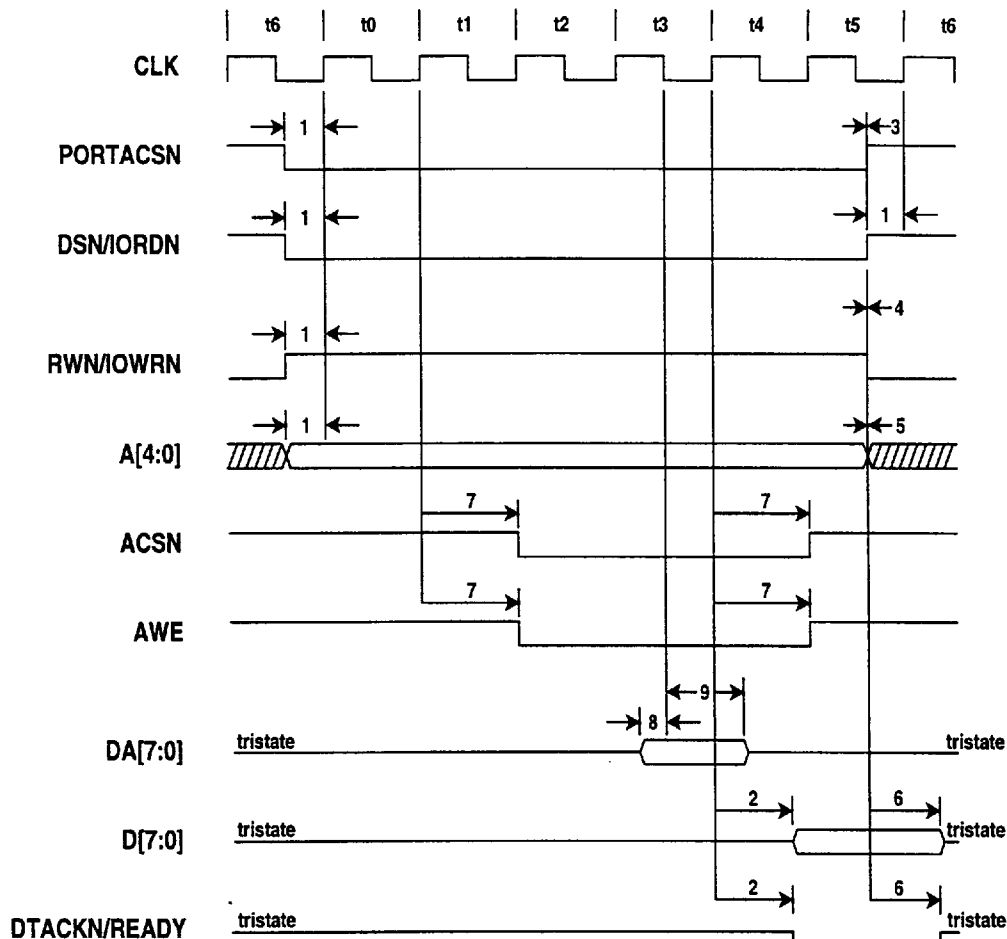 t6 t0 t1 t2 t3 t4 t5 t6
CLK
1 3
PORTACSN
1 1
DSN/IORDN
4
1
RWN/IOWRN
1 5
A[4:0]
7 7
ACSN
7 7
AWE
9
8
tristate tristate
DA[7:0]
2 6
tristate tristate
D[7:0]
2 6
tristate tristate
DTACKN/READY